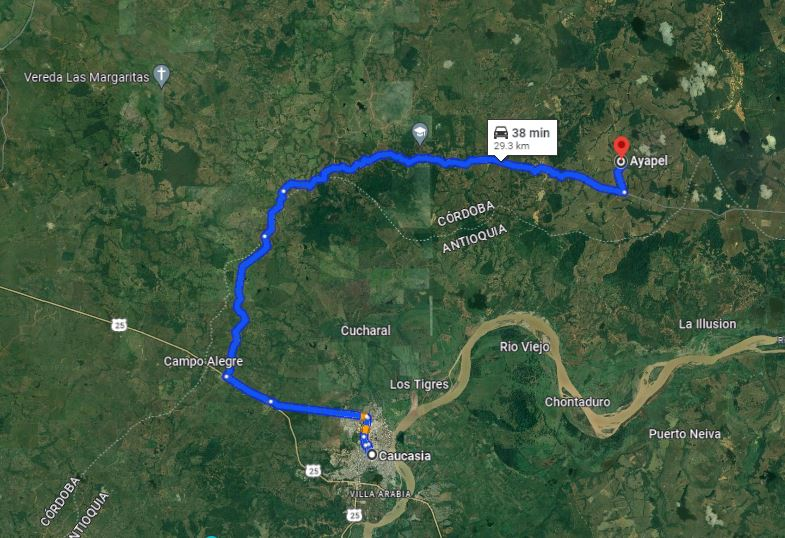 Vereda Las Margaritas
38 min
29.3 km
Ayapel
CÓRDOBA
ANTIOQUIA
25
Cucharal
La Illusion
Rio Viejo
Campo Alegre
Los Tigres
Chontaduro
Puerto Neiva
Caucasia
25
VILLA ARABIA
CÓRDOBA
ANTIOQUIA
25